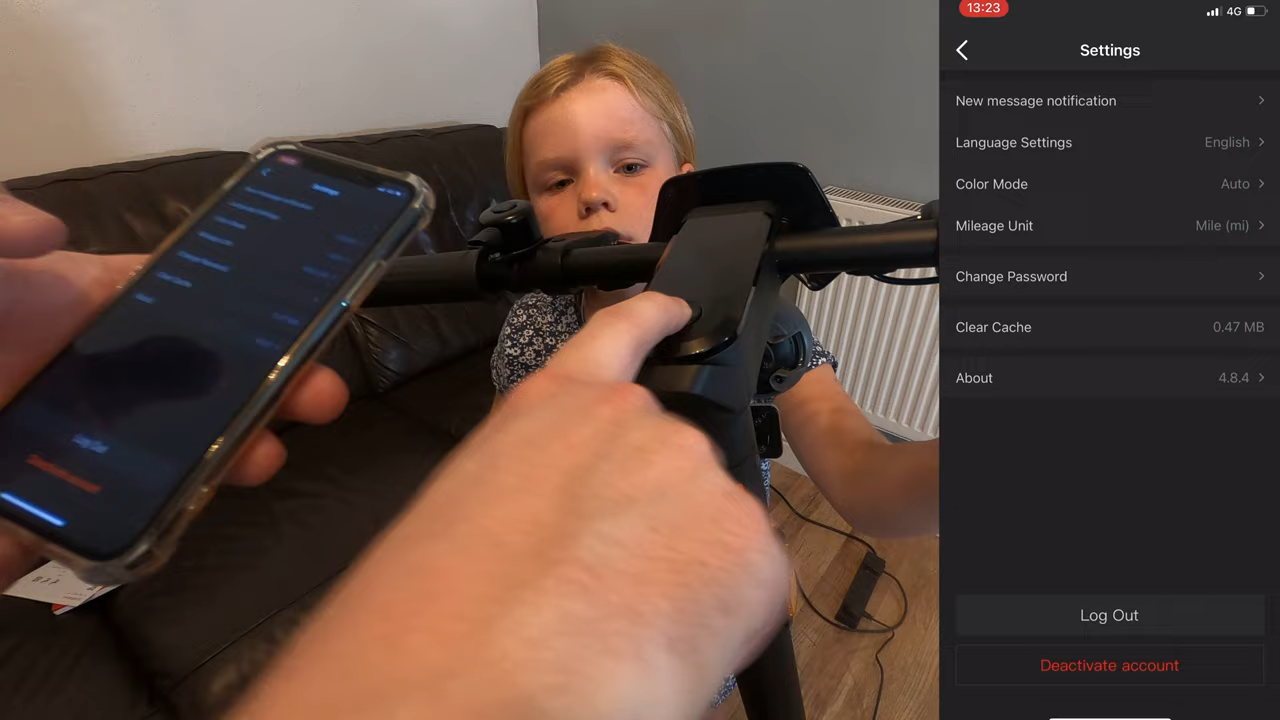 13:23
4G
Settings
New message notification
Language Settings English
Color Mode Auto
Mileage Unit Mile (mi)
Change Password
Clear Cache 0.47 MB
About 4.8.4
Log Out
Deactivate account